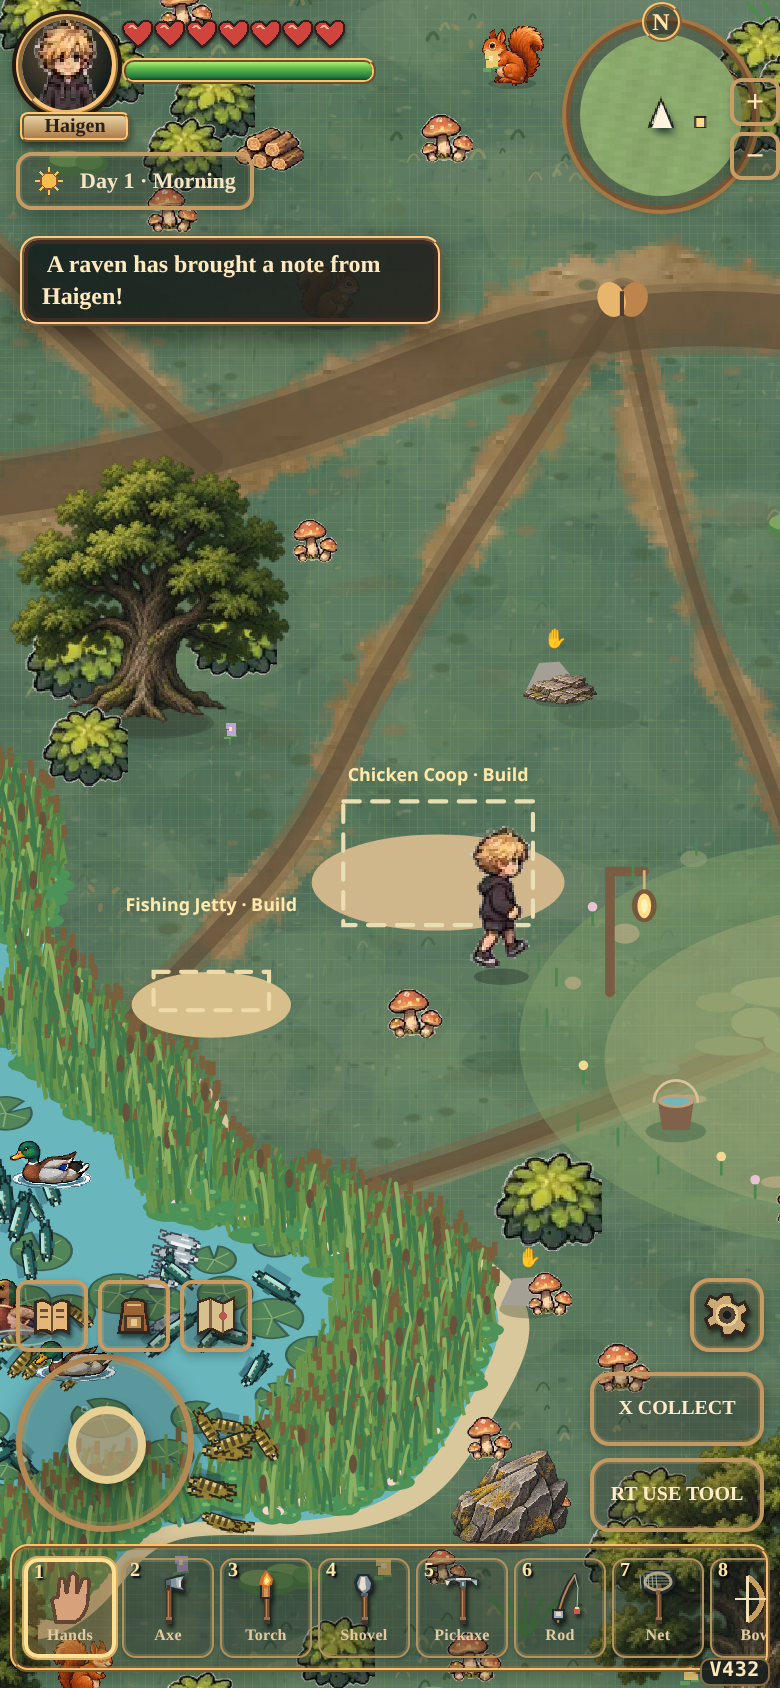 N
Haigen
+
Day 1 · Morning
−
A raven has brought a note from
Haigen!
Chicken Coop · Build
Fishing Jetty · Build
X COLLECT
RT USE TOOL
1
2
3
4
5
6
7
8
Hands
Axe
Torch
Shovel
Pickaxe
Rod
Net
Bow
V432